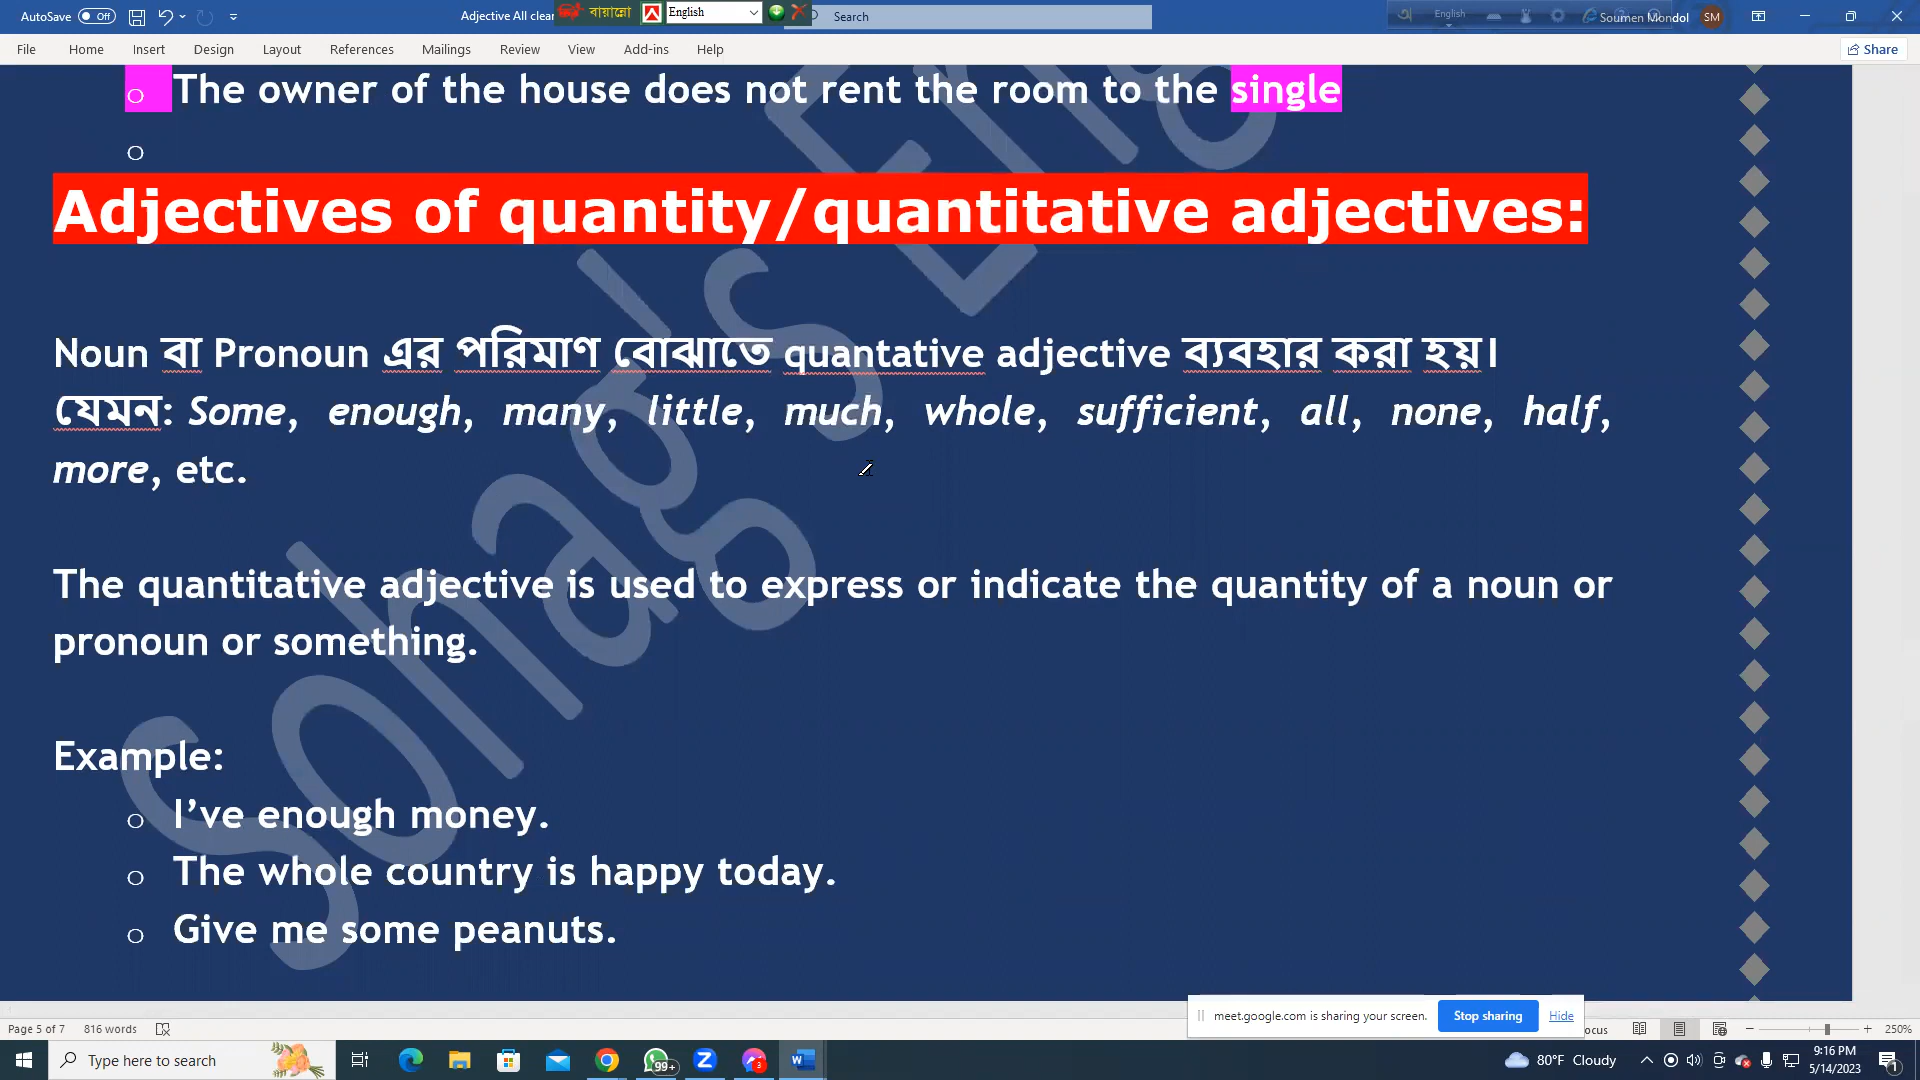 AutoSave Off Adjective All clear বায়ান্নো English Search English Soumen Mondol SM
File Home Insert Design Layout References Mailings Review View Add-ins Help Share
o The owner of the house does not rent the room to the single
o
Adjectives of quantity/quantitative adjectives:
Noun বা Pronoun এর পরিমাণ বোঝাতে quantative adjective ব্যবহার করা হয়।
যেমন: Some, enough, many, little, much, whole, sufficient, all, none, half,
more, etc.
The quantitative adjective is used to express or indicate the quantity of a noun or
pronoun or something.
Example:
o I’ve enough money.
o The whole country is happy today.
o Give me some peanuts.
Sohag's Eng
meet.google.com is sharing your screen. Stop sharing Hide
Page 5 of 7 816 words ocus 250%
Type here to search 99+ 3 80°F Cloudy 9:16 PM
5/14/2023 1